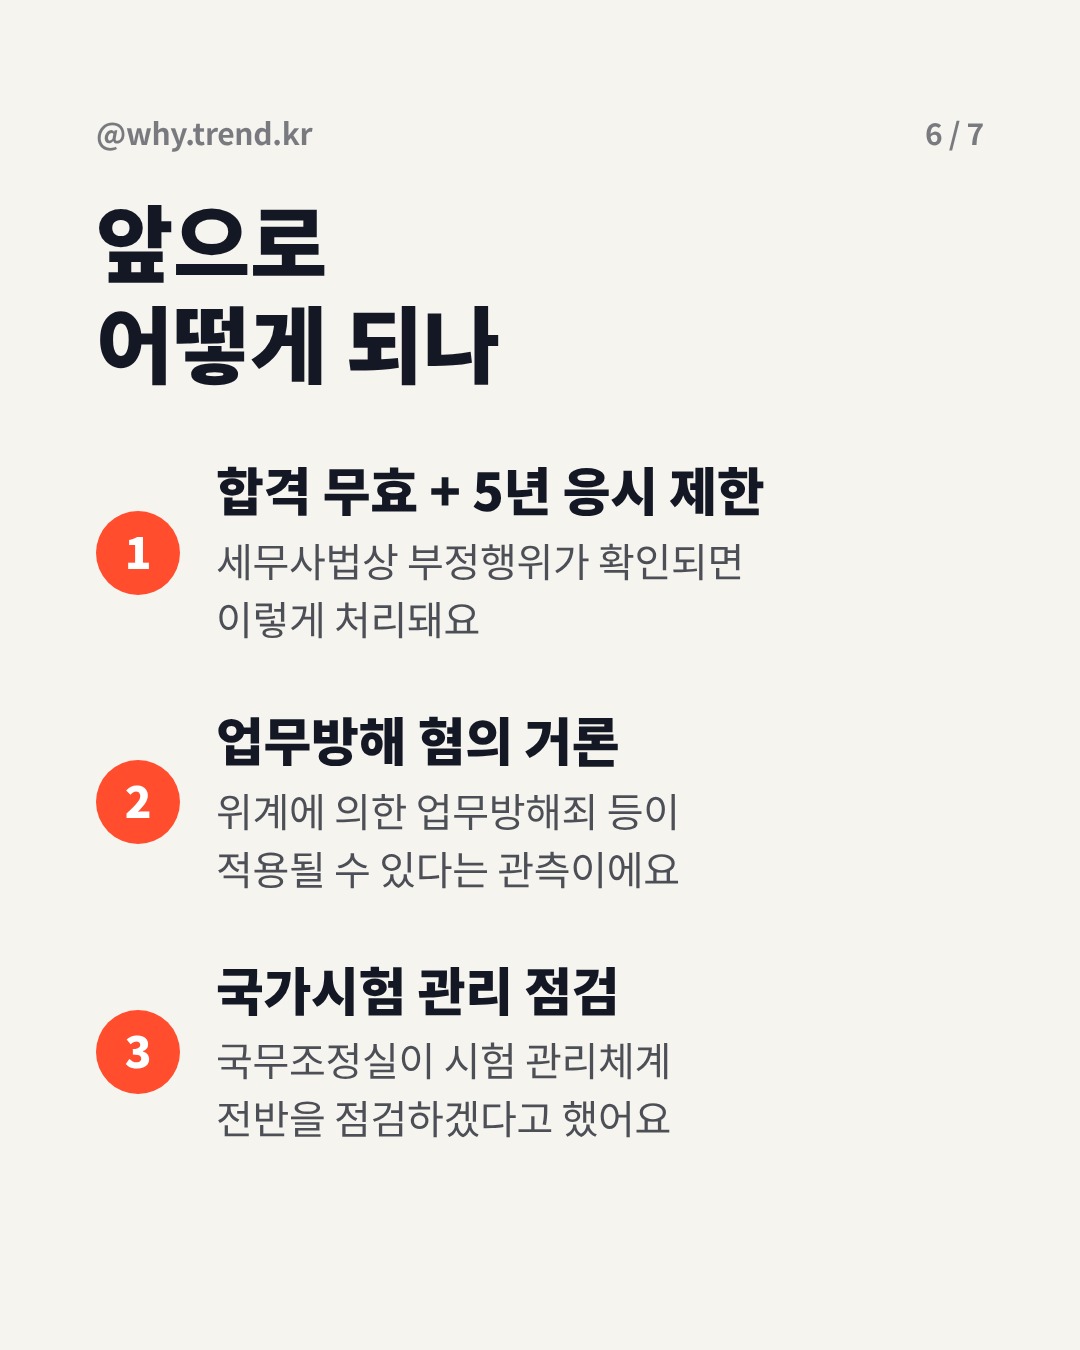 @why.trend.kr
6 / 7
앞으로
어떻게 되나
1
합격 무효 + 5년 응시 제한
세무사법상 부정행위가 확인되면
이렇게 처리돼요
2
업무방해 혐의 거론
위계에 의한 업무방해죄 등이
적용될 수 있다는 관측이에요
3
국가시험 관리 점검
국무조정실이 시험 관리체계
전반을 점검하겠다고 했어요